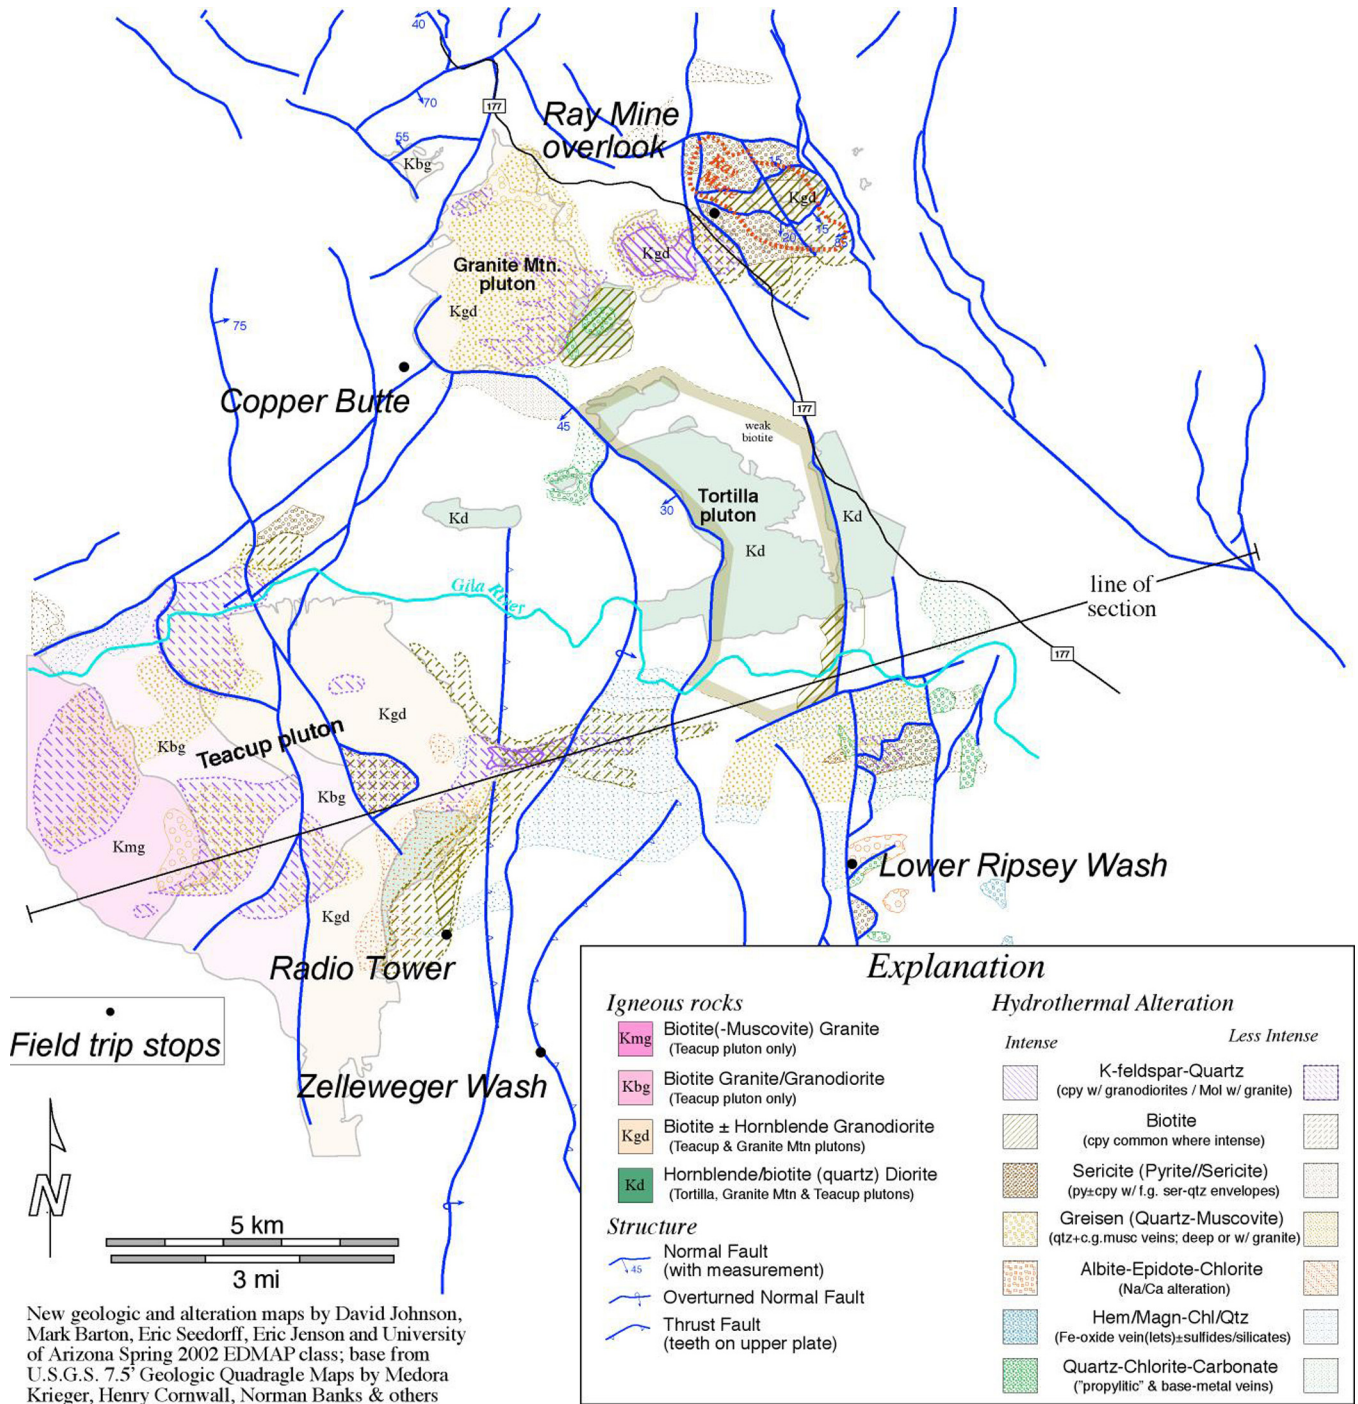 40
70
177
55
Kbg
Ray Mine
overlook
15
Kgd
15
20
Kgd
Granite Mtn.
pluton
Kgd
75
Copper Butte
45
177
weak
biotite
30
Tortilla
pluton
Kd
Kd
Kd
Gila River
line of
section
177
Kgd
Kbg
Teacup pluton
Kbg
Kmg
Kgd
Lower Ripsey Wash
Radio Tower
Field trip stops
Zelleweger Wash
N
5 km
3 mi
New geologic and alteration maps by David Johnson,
Mark Barton, Eric Seedorff, Eric Jenson and University
of Arizona Spring 2002 EDMAP class; base from
U.S.G.S. 7.5' Geologic Quadragle Maps by Medora
Krieger, Henry Cornwall, Norman Banks & others
Explanation
Igneous rocks
Kmg Biotite(-Muscovite) Granite
(Teacup pluton only)
Kbg Biotite Granite/Granodiorite
(Teacup pluton only)
Kgd Biotite ± Hornblende Granodiorite
(Teacup & Granite Mtn plutons)
Kd Hornblende/biotite (quartz) Diorite
(Tortilla, Granite Mtn & Teacup plutons)
Structure
45 Normal Fault
(with measurement)
Overturned Normal Fault
Thrust Fault
(teeth on upper plate)
Hydrothermal Alteration
Intense Less Intense
K-feldspar-Quartz
(cpy w/ granodiorites / Mol w/ granite)
Biotite
(cpy common where intense)
Sericite (Pyrite//Sericite)
(py±cpy w/ f.g. ser-qtz envelopes)
Greisen (Quartz-Muscovite)
(qtz+c.g.musc veins; deep or w/ granite)
Albite-Epidote-Chlorite
(Na/Ca alteration)
Hem/Magn-Chl/Qtz
(Fe-oxide vein(lets)±sulfides/silicates)
Quartz-Chlorite-Carbonate
("propylitic" & base-metal veins)